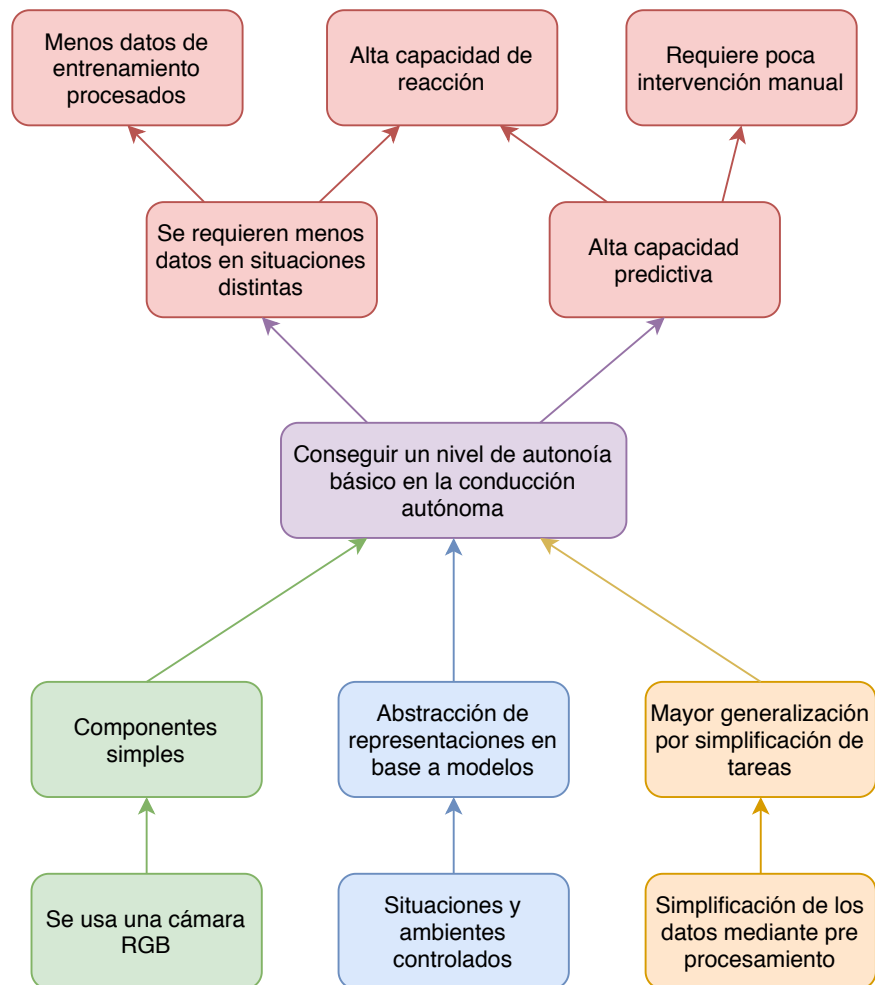 Menos datos de
entrenamiento
procesados
Alta capacidad de
reacción
Requiere poca
intervención manual
Se requieren menos
datos en situaciones
distintas
Alta capacidad
predictiva
Conseguir un nivel de autonoía
básico en la conducción
autónoma
Componentes
simples
Abstracción de
representaciones en
base a modelos
Mayor generalización
por simplificación de
tareas
Se usa una cámara
RGB
Situaciones y
ambientes
controlados
Simplificación de los
datos mediante pre
procesamiento